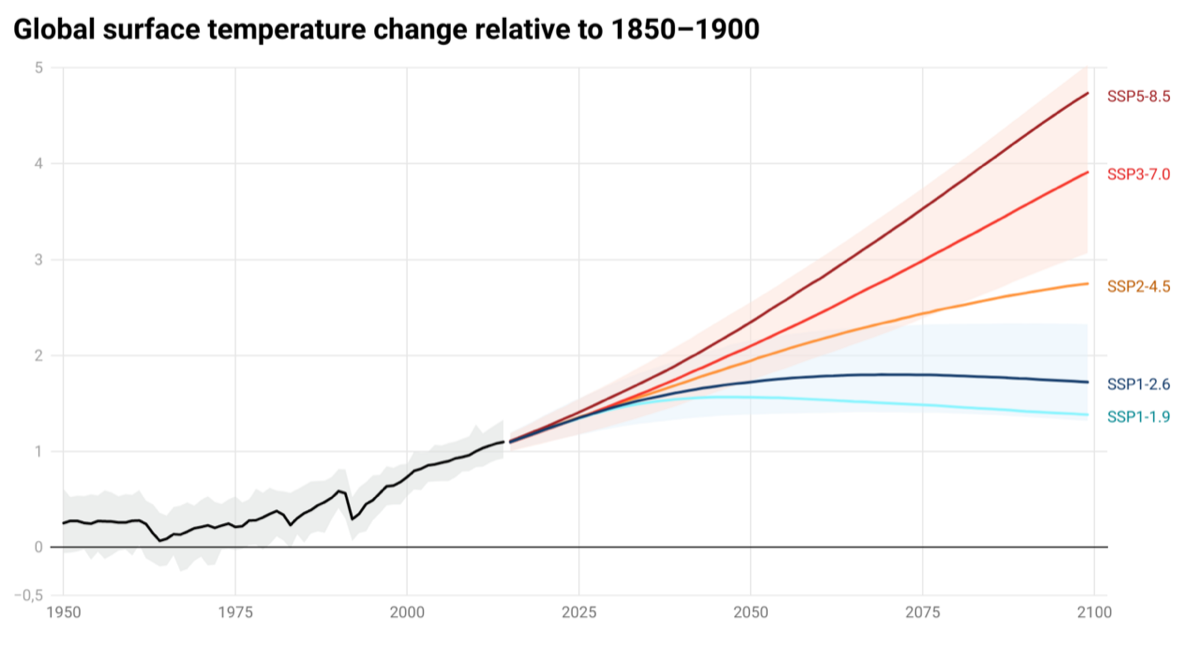 Global surface temperature change relative to 1850–1900
5
SSP5-8.5
4
SSP3-7.0
3
SSP2-4.5
2
SSP1-2.6
SSP1-1.9
1
0
−0,5
1950 1975 2000 2025 2050 2075 2100